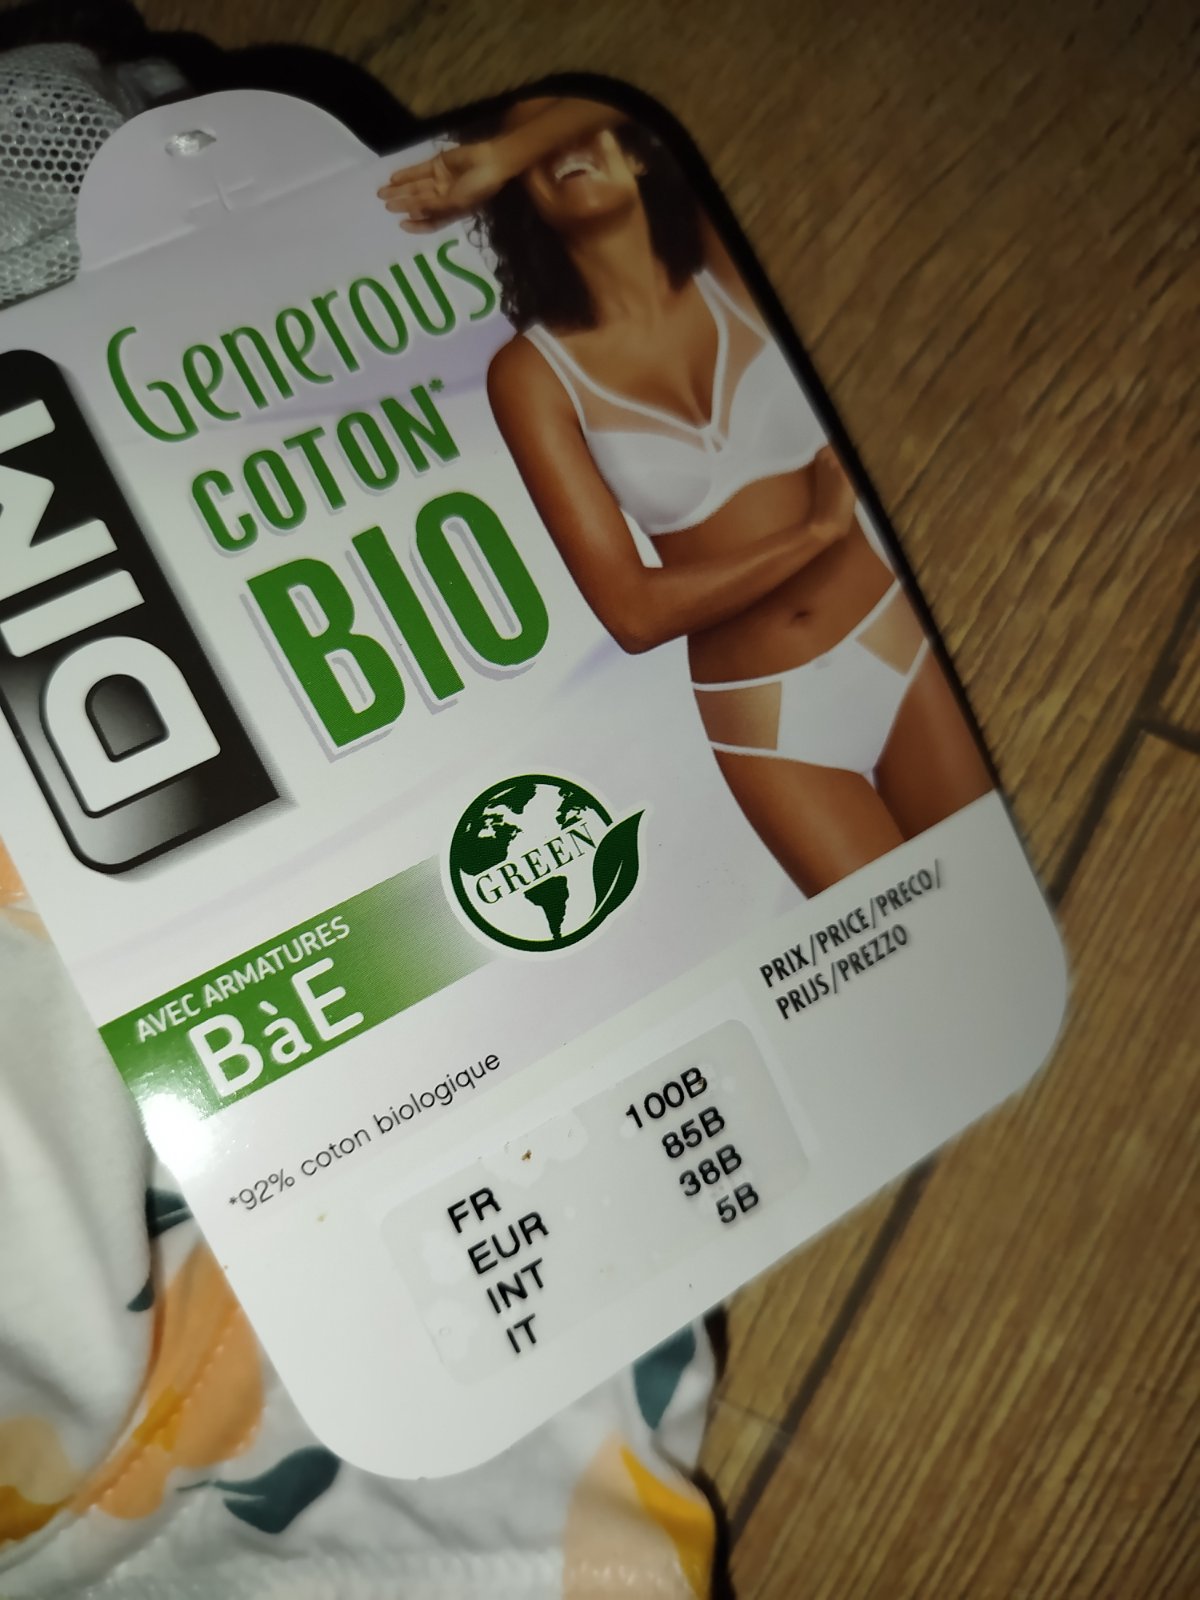 Generous
COTON*
BIO
DIM
GREEN
AVEC ARMATURES
BàE
*92% coton biologique
PRIX/PRICE/PRECO/
PRIJS/PREZZO
FR 100B
EUR 85B
INT 38B
IT 5B